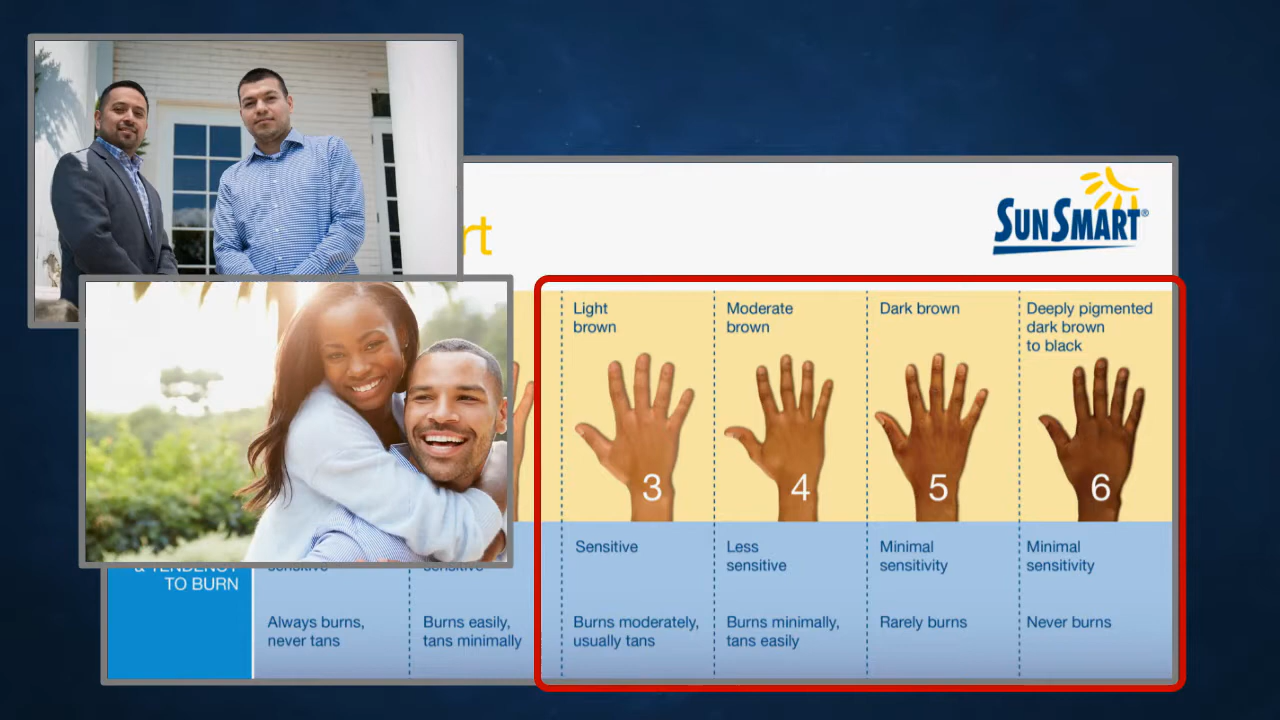 SUNSMART®
Light
brown
Moderate
brown
Dark brown
Deeply pigmented
dark brown
to black
3
4
5
6
TO BURN
sensitive
sensitive
Sensitive
Less
sensitive
Minimal
sensitivity
Minimal
sensitivity
Always burns,
never tans
Burns easily,
tans minimally
Burns moderately,
usually tans
Burns minimally,
tans easily
Rarely burns
Never burns